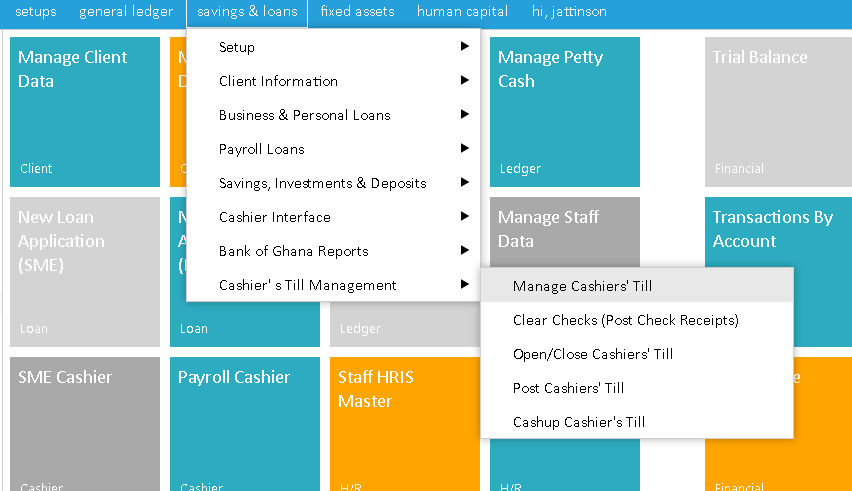 setups general ledger savings & loans fixed assets human capital hi, jattinson
Manage Client
Data
Client
Setup
Client Information
Business & Personal Loans
Payroll Loans
Savings, Investments & Deposits
Cashier Interface
Bank of Ghana Reports
Cashier' s Till Management
Manage Petty
Cash
Ledger
Trial Balance
Financial
New Loan
Application
(SME)
Loan
Loan
Ledger
Manage Staff
Data
Transactions By
Account
Manage Cashiers' Till
Clear Checks (Post Check Receipts)
Open/Close Cashiers' Till
Post Cashiers' Till
Cashup Cashier's Till
SME Cashier
Cashier
Payroll Cashier
Cashier
Staff HRIS
Master
H/R
H/R
Financial